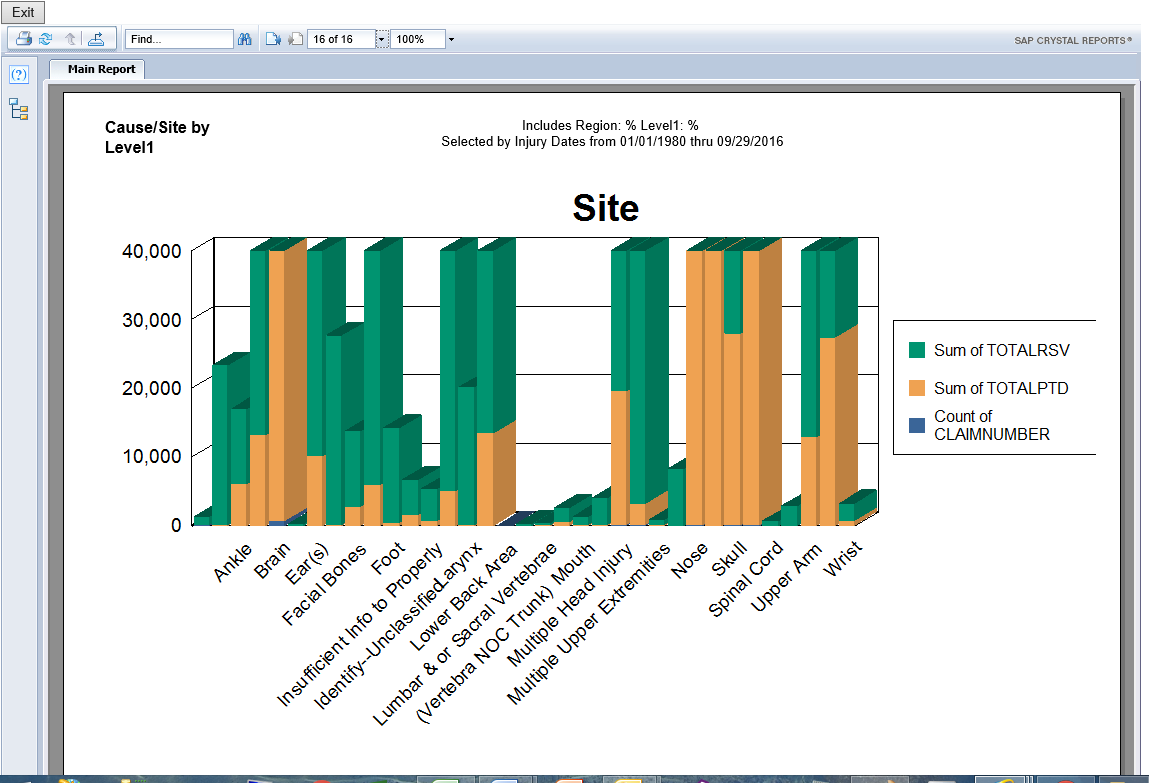 Exit
Find...
16 of 16
100%
SAP CRYSTAL REPORTS®
(?)
Main Report
Cause/Site by
Level1
Includes Region: % Level1: %
Selected by Injury Dates from 01/01/1980 thru 09/29/2016
Site
40,000
30,000
20,000
10,000
0
Sum of TOTALRSV
Sum of TOTALPTD
Count of
CLAIMNUMBER
Ankle
Brain
Ear(s)
Facial Bones
Foot
Insufficient Info to Properly
Identify--Unclassified
Larynx
Lower Back Area
Lumbar & or Sacral Vertebrae
(Vertebra NOC Trunk)
Mouth
Multiple Head Injury
Multiple Upper Extremities
Nose
Skull
Spinal Cord
Upper Arm
Wrist